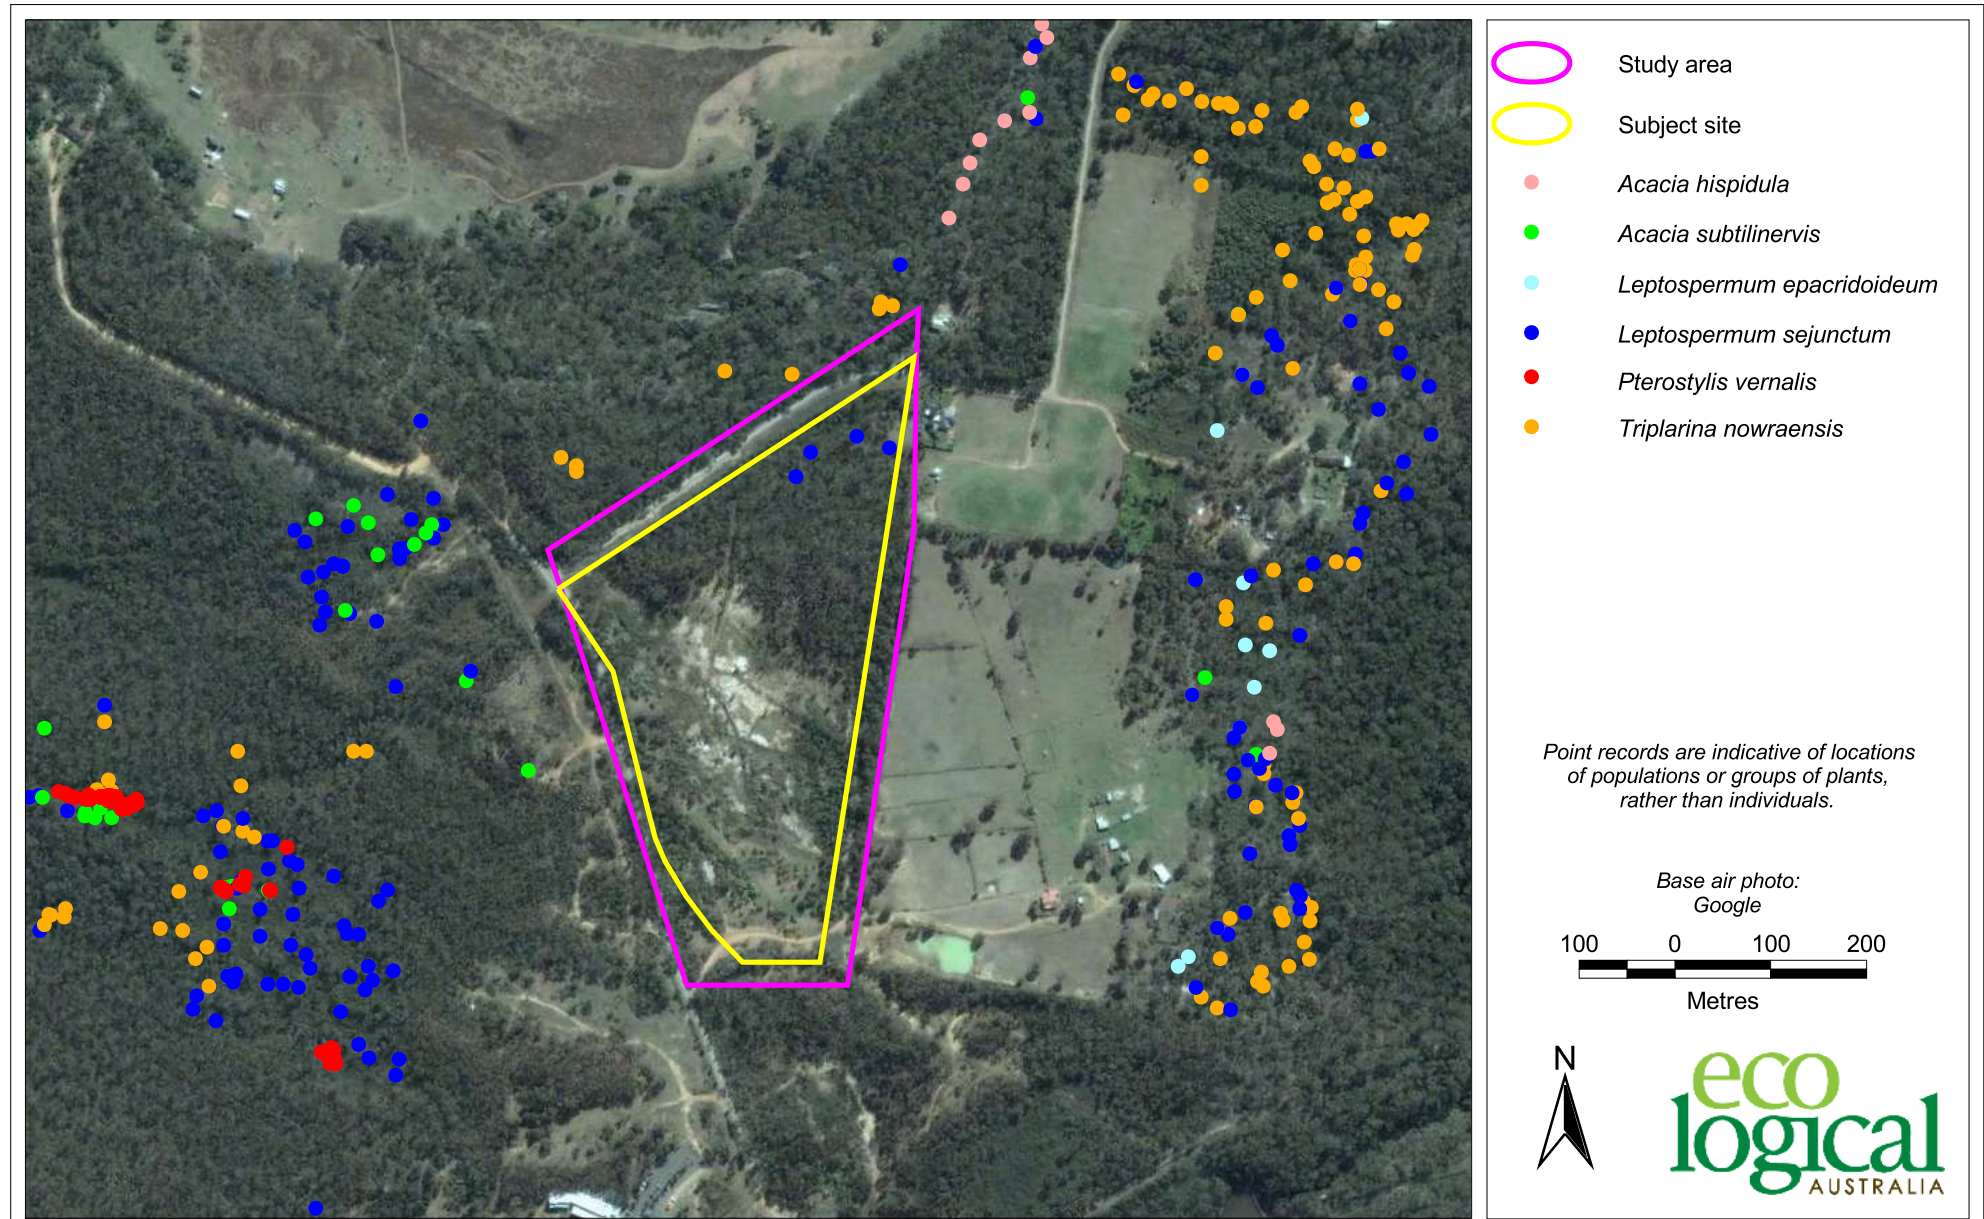 Study area
Subject site
Acacia hispidula
Acacia subtilinervis
Leptospermum epacridoideum
Leptospermum sejunctum
Pterostylis vernalis
Triplarina nowraensis
Point records are indicative of locations
of populations or groups of plants,
rather than individuals.
Base air photo:
Google
100 0 100 200
Metres
N
eco
logical
AUSTRALIA